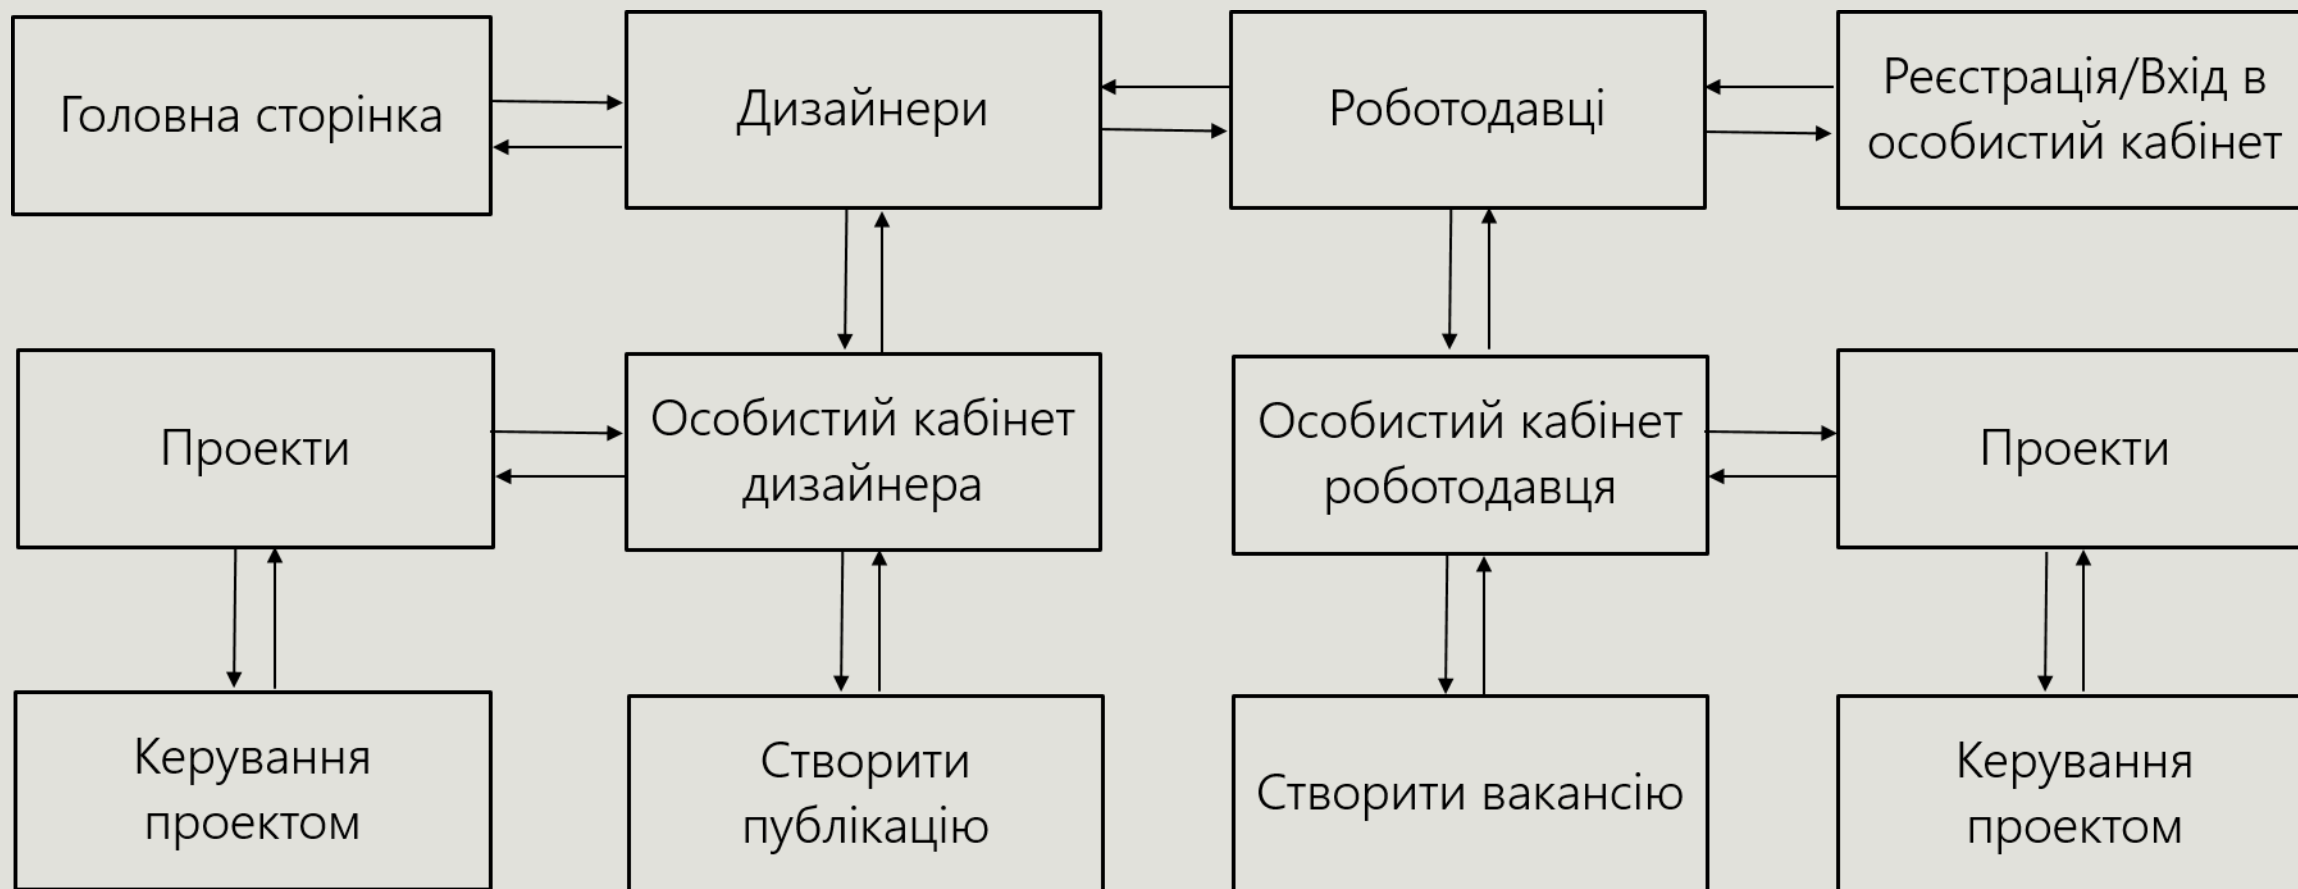 Головна сторінка
Дизайнери
Роботодавці
Реєстрація/Вхід в
особистий кабінет
Проекти
Особистий кабінет
дизайнера
Особистий кабінет
роботодавця
Проекти
Керування
проектом
Створити
публікацію
Створити вакансію
Керування
проектом